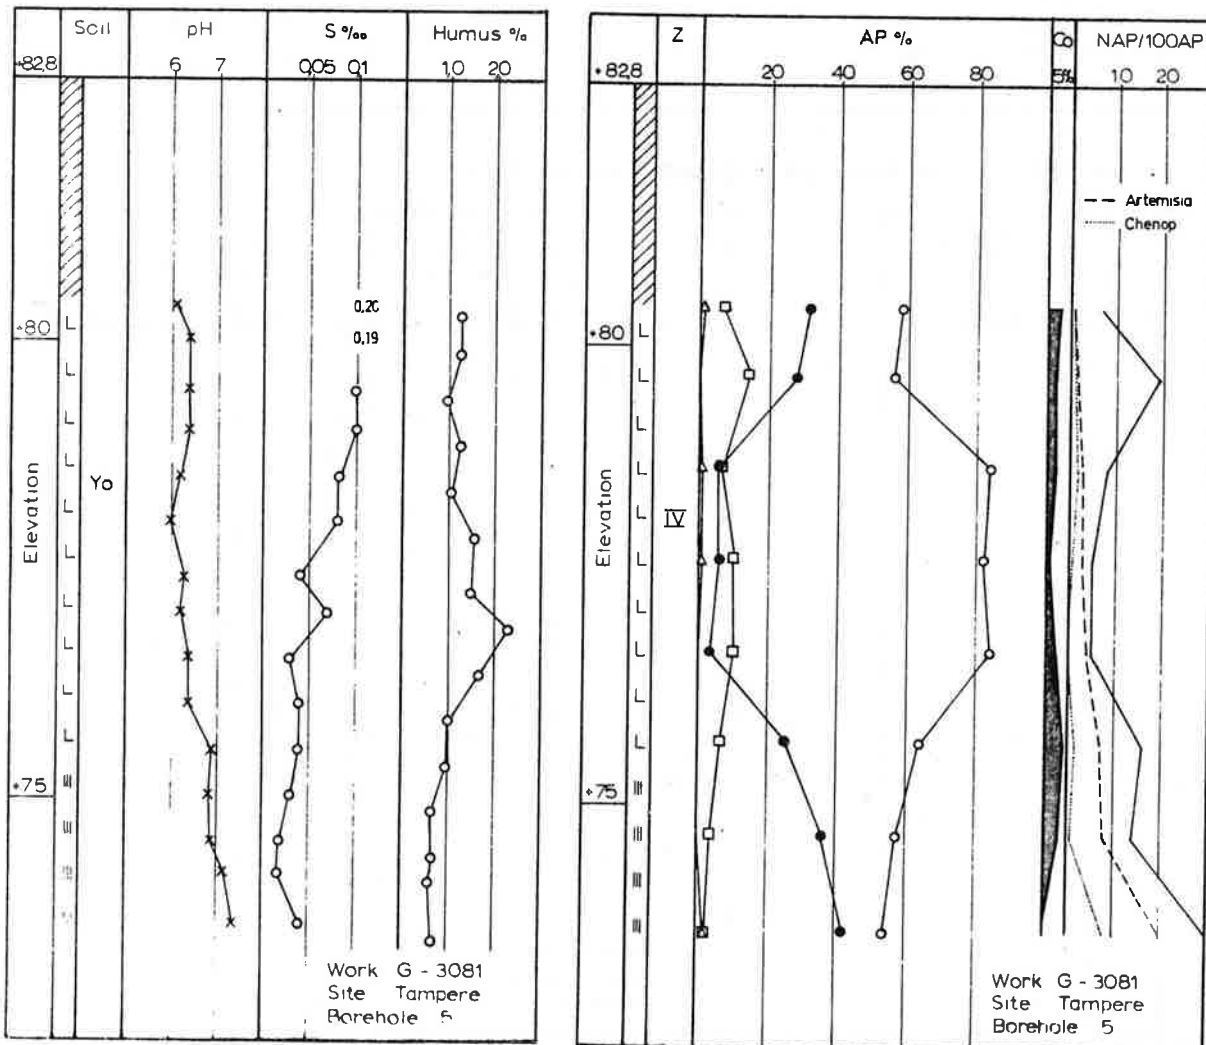 Soil pH S ‰ Humus %
+82,8 6 7 0,05 0,1 1,0 2,0
0,20
+80
0,19
L
L
L
L
L
L
L
L
L
L
Elevation
Yo
+75
Work G - 3081
Site Tampere
Borehole 5
Z AP % Co NAP/100AP
+82,8 20 40 60 80 5% 10 20
Artemisia
Chenop
+80
L
L
L
L
L
L
L
L
L
L
Elevation
IV
+75
Work G - 3081
Site Tampere
Borehole 5